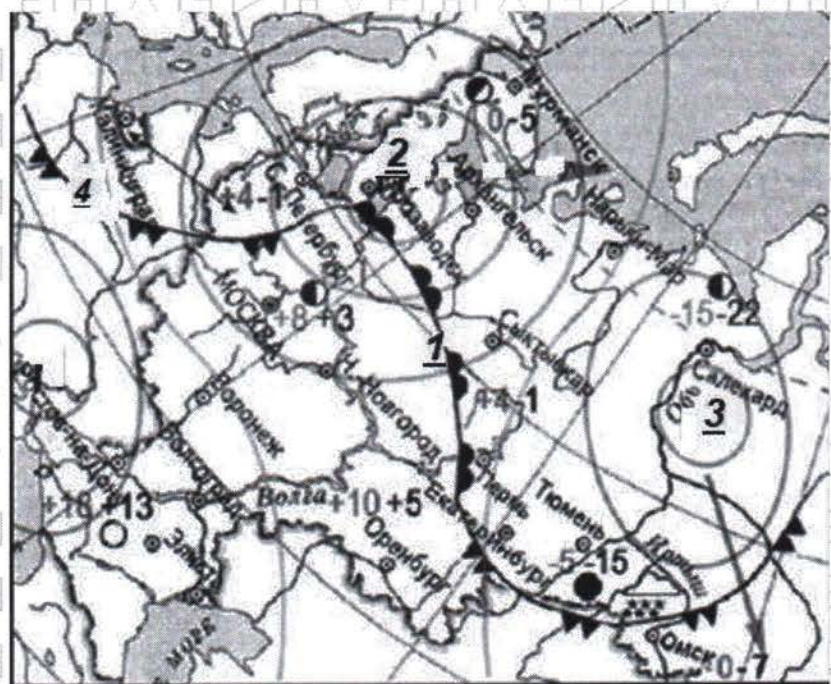 Мурманск
0-5
2
4
Калининград
+4-1
С.-Петербург
Петрозаводск
Архангельск
Нарьян-Мар
МОСКВА
+8+3
1
Сыктывкар
-15-22
Салехард
Обь
3
Воронеж
Н. Новгород
-1
Ростов-на-Дону
Волгоград
Волга
+10+5
Пермь
Екатеринбург
Тюмень
Иртыш
+18+13
Элиста
Оренбург
-5-15
Омск
0-7
море